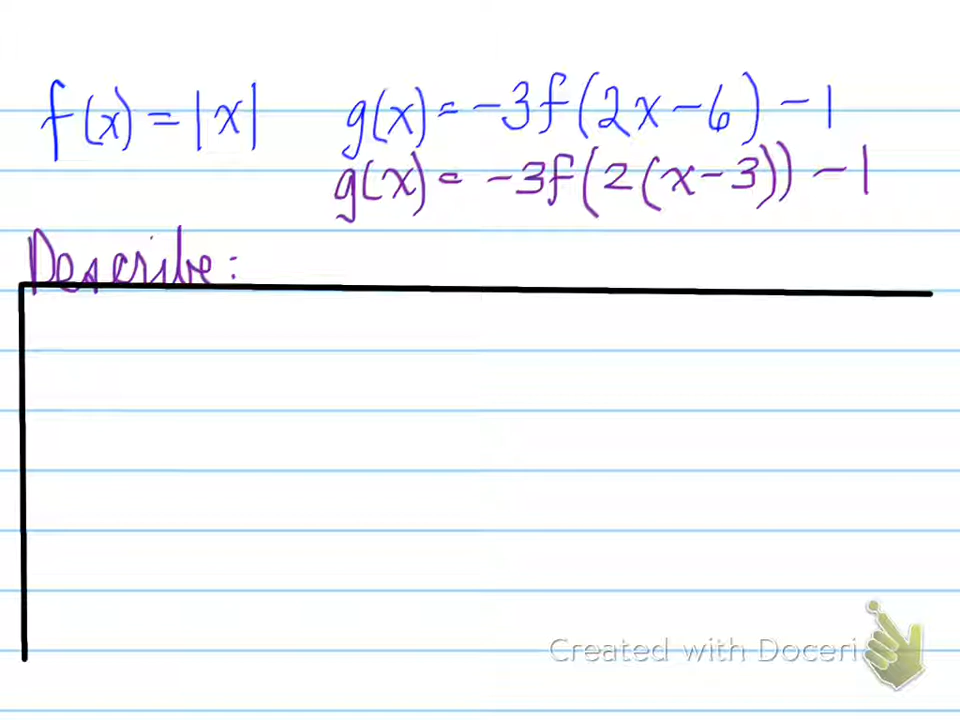 f(x) = |x| g(x) = -3f(2x-6) - 1
g(x) = -3f(2(x-3)) - 1
Describe:
Created with Doceri